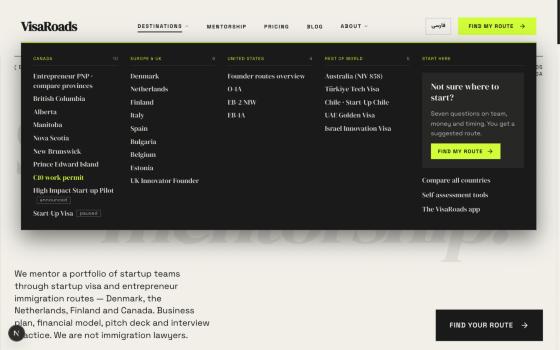 VisaRoads
DESTINATIONS
MENTORSHIP
PRICING
BLOG
ABOUT
فارسی
FIND MY ROUTE →
CANADA 10
Entrepreneur PNP · compare provinces
British Columbia
Alberta
Manitoba
Nova Scotia
New Brunswick
Prince Edward Island
C10 work permit
High Impact Start-up Pilot
announced
Start-Up Visa paused
EUROPE & UK 9
Denmark
Netherlands
Finland
Italy
Spain
Bulgaria
Belgium
Estonia
UK Innovator Founder
UNITED STATES 4
Founder routes overview
O-1A
EB-2 NIW
EB-1A
REST OF WORLD 5
Australia (NIV 858)
Türkiye Tech Visa
Chile · Start-Up Chile
UAE Golden Visa
Israel Innovation Visa
START HERE
Not sure where to
start?
Seven questions on team,
money and timing. You get a
suggested route.
FIND MY ROUTE →
Compare all countries
Self-assessment tools
The VisaRoads app
mentorship.
We mentor a portfolio of startup teams
through startup visa and entrepreneur
immigration routes — Denmark, the
Netherlands, Finland and Canada. Business
plan, financial model, pitch deck and interview
practice. We are not immigration lawyers.
N
FIND YOUR ROUTE →